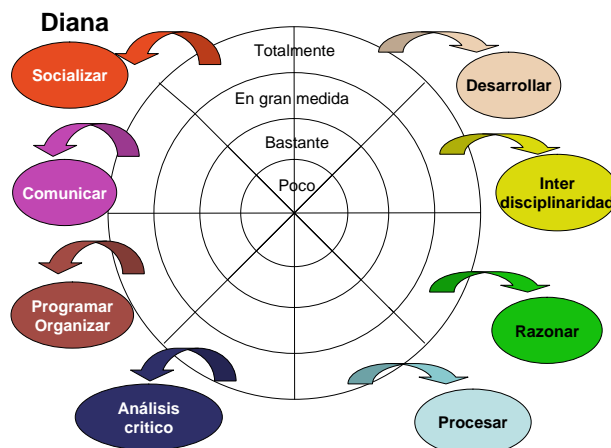 Diana
Totalmente
En gran medida
Bastante
Poco
Socializar
Comunicar
Programar
Organizar
Análisis
critico
Desarrollar
Inter
disciplinaridad
Razonar
Procesar